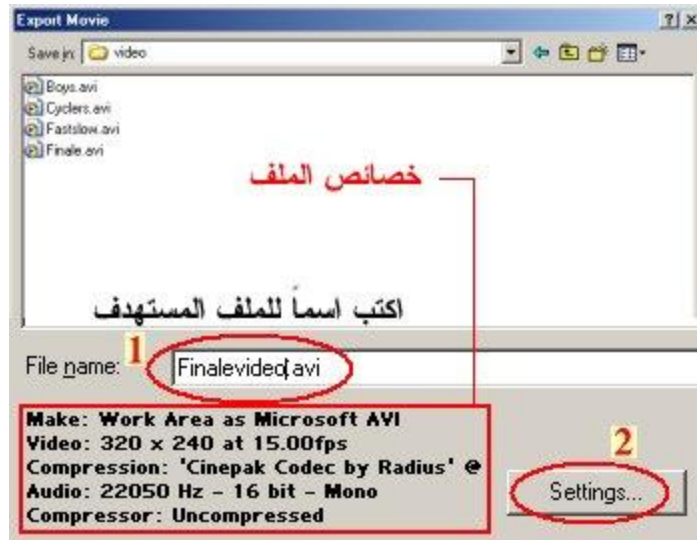 Export Movie
Save in: video
Boys.avi
Cyclers.avi
Fastslow.avi
Finale.avi
خصائص الملف
اكتب اسماً للملف المستهدف
1
File name: Finalevideo.avi
Make: Work Area as Microsoft AVI
Video: 320 x 240 at 15.00fps
Compression: 'Cinepak Codec by Radius' @
Audio: 22050 Hz - 16 bit - Mono
Compressor: Uncompressed
2
Settings...